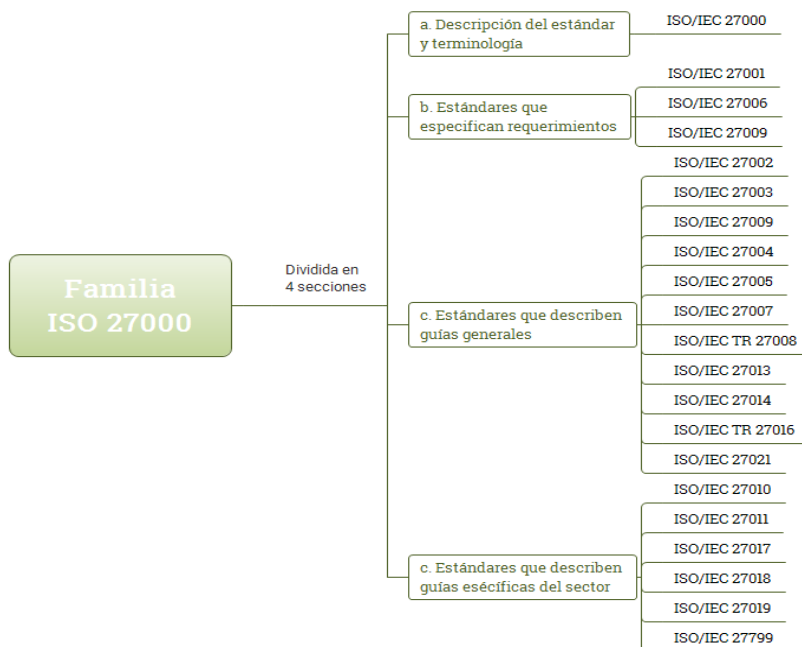 Familia
ISO 27000
Dividida en
4 secciones
a. Descripción del estándar
y terminología
ISO/IEC 27000
b. Estándares que
especifican requerimientos
ISO/IEC 27001
ISO/IEC 27006
ISO/IEC 27009
c. Estándares que describen
guías generales
ISO/IEC 27002
ISO/IEC 27003
ISO/IEC 27009
ISO/IEC 27004
ISO/IEC 27005
ISO/IEC 27007
ISO/IEC TR 27008
ISO/IEC 27013
ISO/IEC 27014
ISO/IEC TR 27016
ISO/IEC 27021
c. Estándares que describen
guías esécíficas del sector
ISO/IEC 27010
ISO/IEC 27011
ISO/IEC 27017
ISO/IEC 27018
ISO/IEC 27019
ISO/IEC 27799